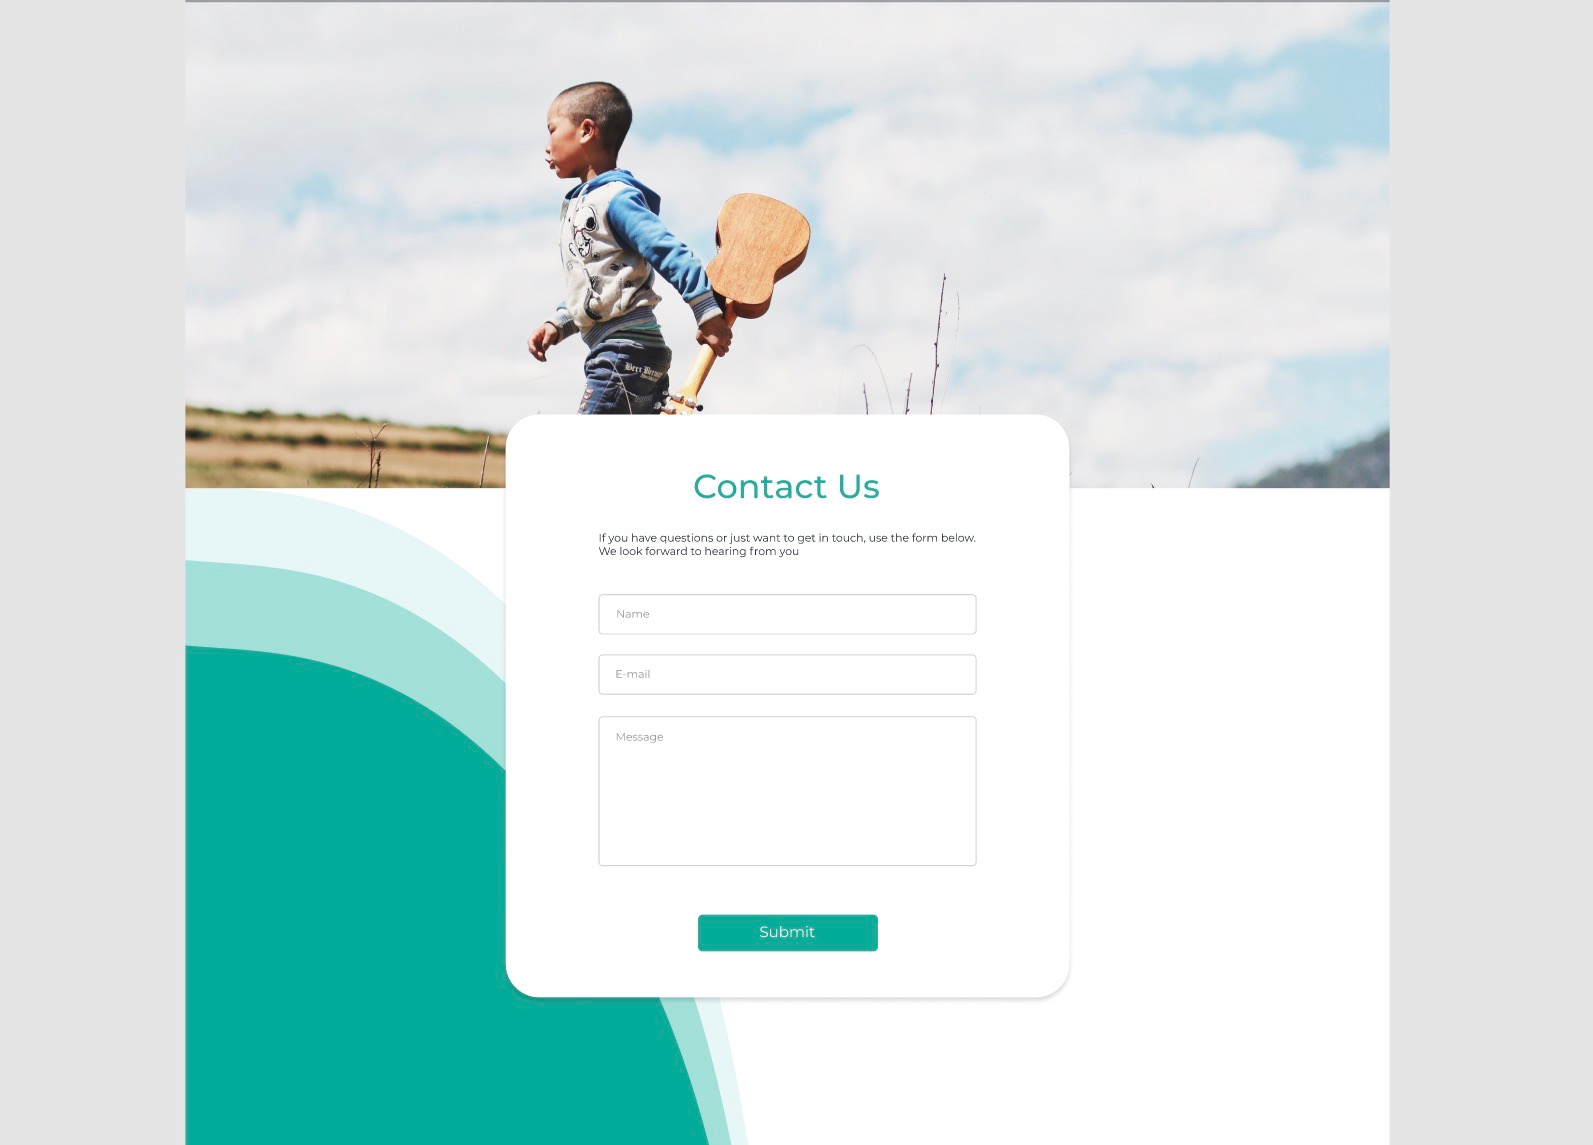 Contact Us
If you have questions or just want to get in touch, use the form below.
We look forward to hearing from you
Name
E-mail
Message
Submit